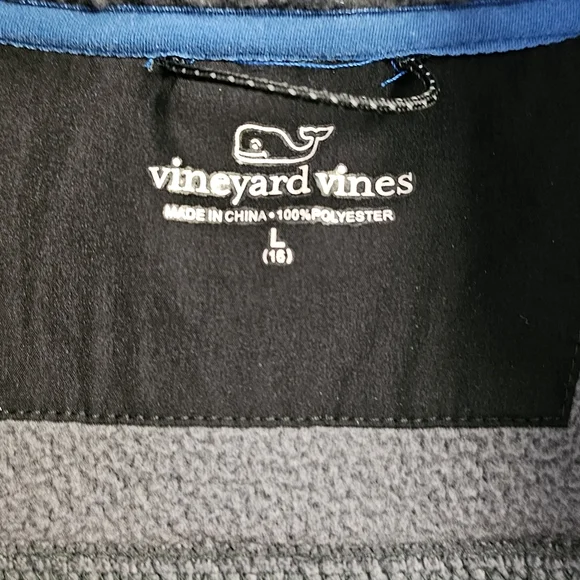 vineyard vines
MADE IN CHINA • 100% POLYESTER
L
(16)